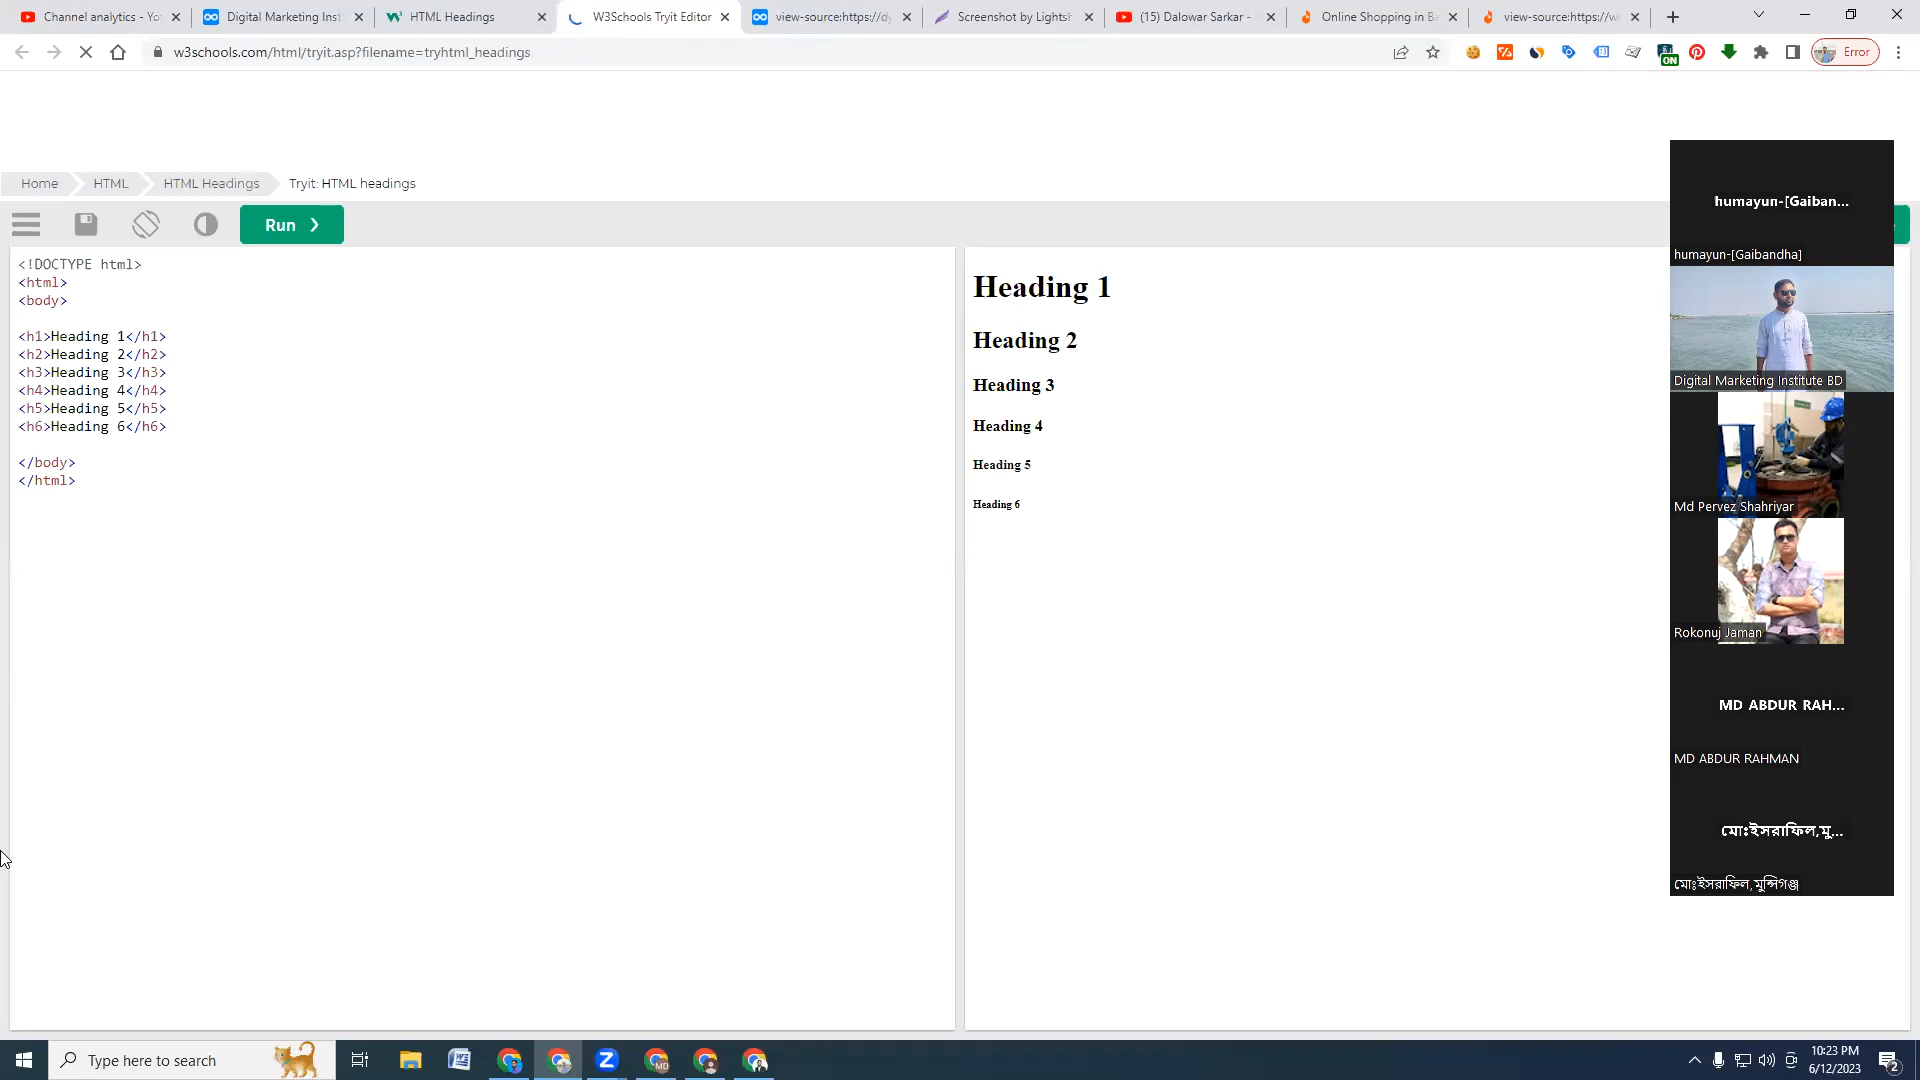 Channel analytics - Yo
Digital Marketing Inst
HTML Headings
W3Schools Tryit Editor
view-source:https://dy
Screenshot by Lightsh
(15) Dalowar Sarkar -
Online Shopping in Ba
view-source:https://w
w3schools.com/html/tryit.asp?filename=tryhtml_headings
ON
Error
Home
HTML
HTML Headings
Tryit: HTML headings
Run ❯
<!DOCTYPE html>
<html>
<body>
<h1>Heading 1</h1>
<h2>Heading 2</h2>
<h3>Heading 3</h3>
<h4>Heading 4</h4>
<h5>Heading 5</h5>
<h6>Heading 6</h6>
</body>
</html>
Heading 1
Heading 2
Heading 3
Heading 4
Heading 5
Heading 6
humayun-[Gaiban...
humayun-[Gaibandha]
Digital Marketing Institute BD
Md Pervez Shahriyar
Rokonuj Jaman
MD ABDUR RAH...
MD ABDUR RAHMAN
মোঃইসরাফিল,মু...
মোঃইসরাফিল,মুন্সিগঞ্জ
Type here to search
MD
10:23 PM
6/12/2023
2